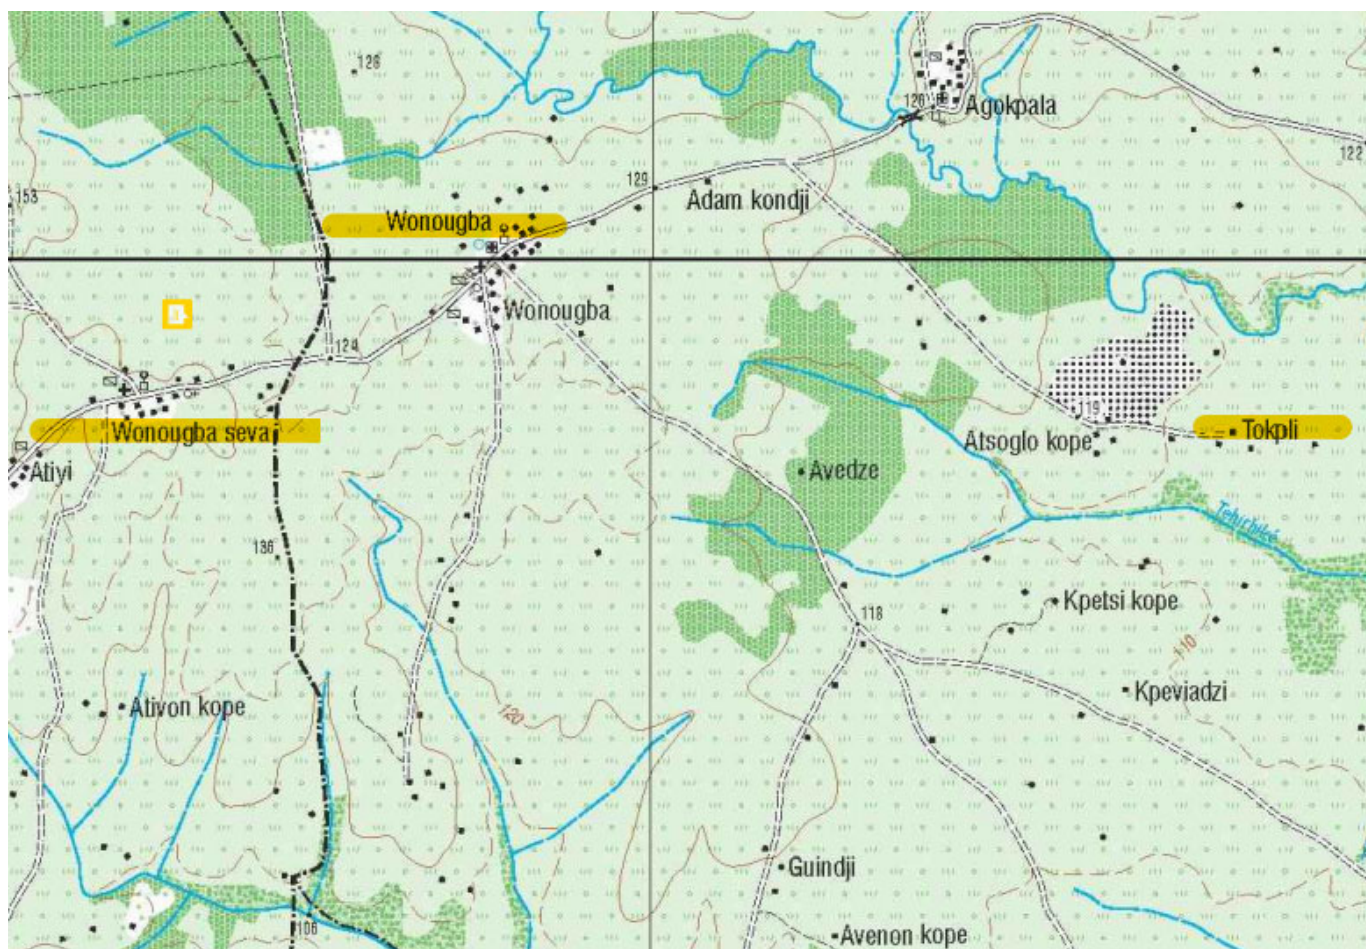 128
126
Agokpala
122
153
129
Adam kondji
Wonougba
Wonougba
124
119
Wonougba seva
Atsoglo kope
Tokpli
Atiyi
Avedze
136
Kpetsi kope
118
110
Kpeviadzi
Ativon kope
120
Guindji
106
Avenon kope